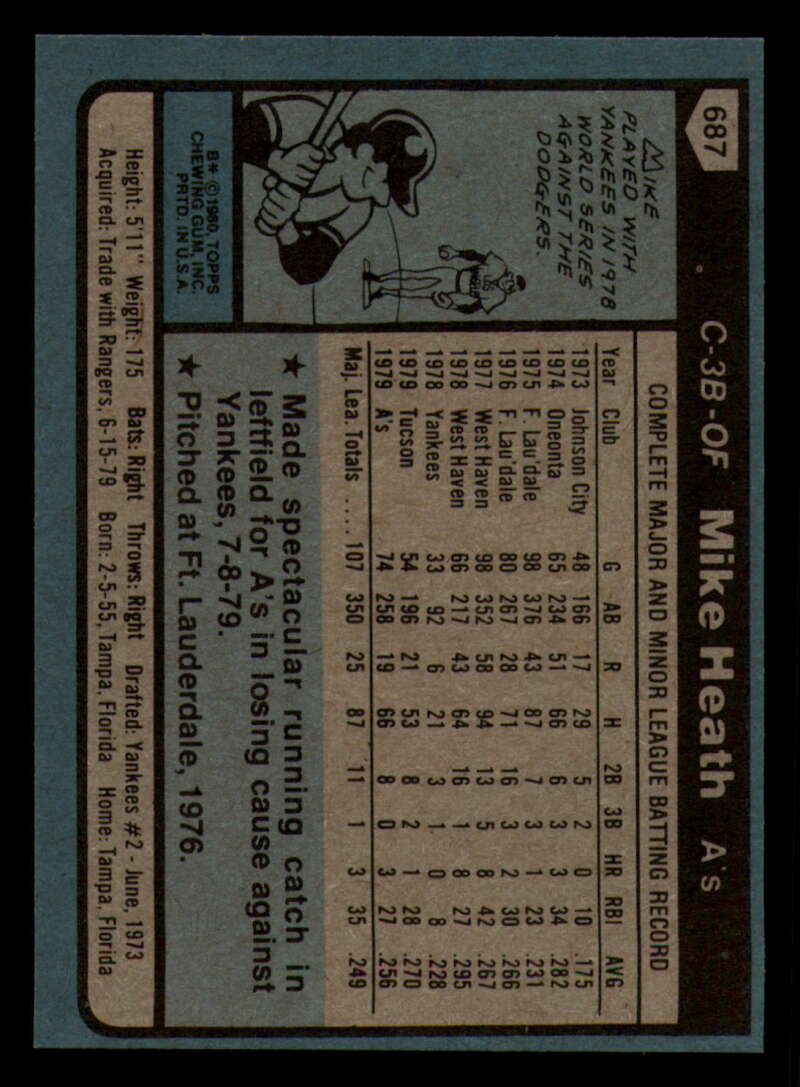 687 C-3B-OF Mike Heath A's
MIKE
PLAYED WITH
YANKEES IN 1978
WORLD SERIES
AGAINST THE
DODGERS.
B* © 1980, TOPPS
CHEWING GUM, INC.
PRTD. IN U.S.A.
COMPLETE MAJOR AND MINOR LEAGUE BATTING RECORD
Year Club G AB R H 2B 3B HR RBI AVG
1973 Johnson City 48 166 17 29 5 2 0 10 .175
1974 Oneonta 65 234 51 66 6 3 3 34 .282
1975 F. Lau'dale 98 376 43 87 7 3 1 23 .231
1976 F. Lau'dale 80 267 28 71 16 3 2 30 .266
1977 West Haven 98 352 58 94 13 5 8 42 .267
1978 West Haven 66 217 43 64 16 1 8 27 .295
1978 Yankees 33 92 6 21 3 1 0 8 .228
1979 Tucson 54 196 21 53 8 2 1 28 .270
1979 A's 74 258 19 66 8 0 3 27 .256
Maj. Lea. Totals .... 107 350 25 87 11 1 3 35 .249
★ Made spectacular running catch in
leftfield for A's in losing cause against
Yankees, 7-8-79.
★ Pitched at Ft. Lauderdale, 1976.
Height: 5'11" Weight: 175 Bats: Right Throws: Right Drafted: Yankees #2 - June, 1973
Acquired: Trade with Rangers, 6-15-79 Born: 2-5-55, Tampa, Florida Home: Tampa, Florida